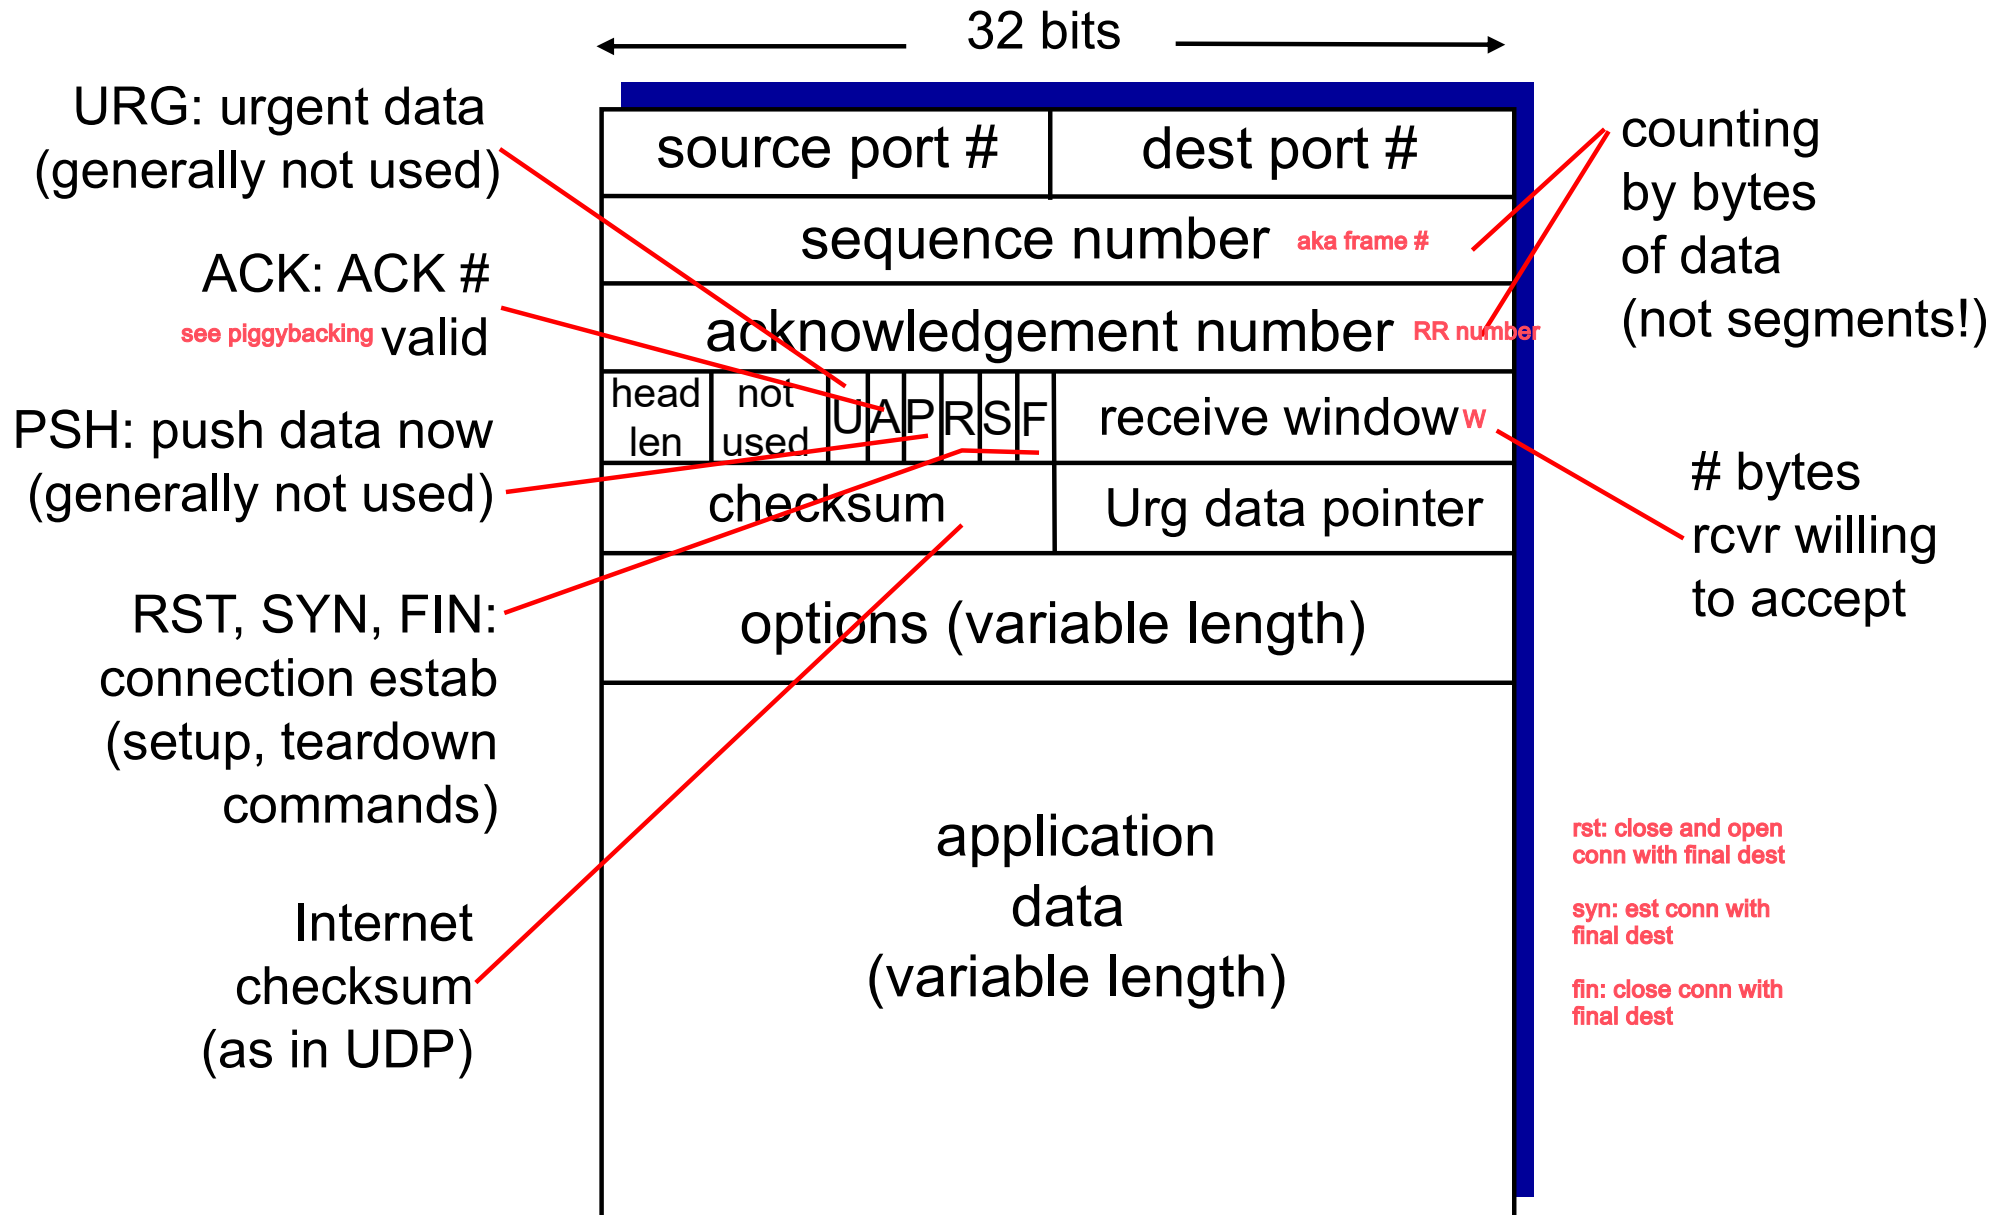 32 bits
URG: urgent data
(generally not used)
source port #
dest port #
counting
by bytes
of data
(not segments!)
sequence number aka frame #
ACK: ACK #
see piggybacking valid
acknowledgement number RR number
head
len
not
used
U A P R S F
receive window w
PSH: push data now
(generally not used)
checksum
Urg data pointer
# bytes
rcvr willing
to accept
RST, SYN, FIN:
connection estab
(setup, teardown
commands)
options (variable length)
application
data
(variable length)
rst: close and open
conn with final dest
syn: est conn with
final dest
fin: close conn with
final dest
Internet
checksum
(as in UDP)